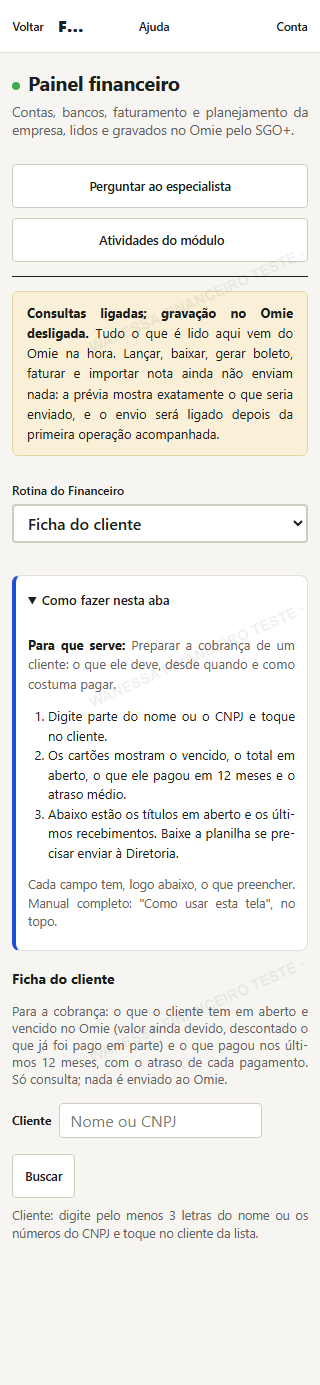 Voltar F... Ajuda Conta
Painel financeiro
Contas, bancos, faturamento e planejamento da
empresa, lidos e gravados no Omie pelo SGO+.
Perguntar ao especialista
Atividades do módulo
WANESSA FINANCEIRO TESTE ·
Consultas ligadas; gravação no Omie
desligada. Tudo o que é lido aqui vem do
Omie na hora. Lançar, baixar, gerar boleto,
faturar e importar nota ainda não enviam
nada: a prévia mostra exatamente o que seria
enviado, e o envio será ligado depois da
primeira operação acompanhada.
Rotina do Financeiro
Ficha do cliente
▼ Como fazer nesta aba
WANESSA FINANCEIRO TESTE ·
Para que serve: Preparar a cobrança de um
cliente: o que ele deve, desde quando e como
costuma pagar.
1. Digite parte do nome ou o CNPJ e toque
no cliente.
2. Os cartões mostram o vencido, o total em
aberto, o que ele pagou em 12 meses e o
atraso médio.
3. Abaixo estão os títulos em aberto e os últi-
mos recebimentos. Baixe a planilha se pre-
cisar enviar à Diretoria.
Cada campo tem, logo abaixo, o que preencher.
Manual completo: "Como usar esta tela", no
topo.
WANESSA FINANCEIRO TESTE ·
Ficha do cliente
Para a cobrança: o que o cliente tem em aberto e
vencido no Omie (valor ainda devido, descontado o
que já foi pago em parte) e o que pagou nos últi-
mos 12 meses, com o atraso de cada pagamento.
Só consulta; nada é enviado ao Omie.
Cliente Nome ou CNPJ
Buscar
Cliente: digite pelo menos 3 letras do nome ou os
números do CNPJ e toque no cliente da lista.